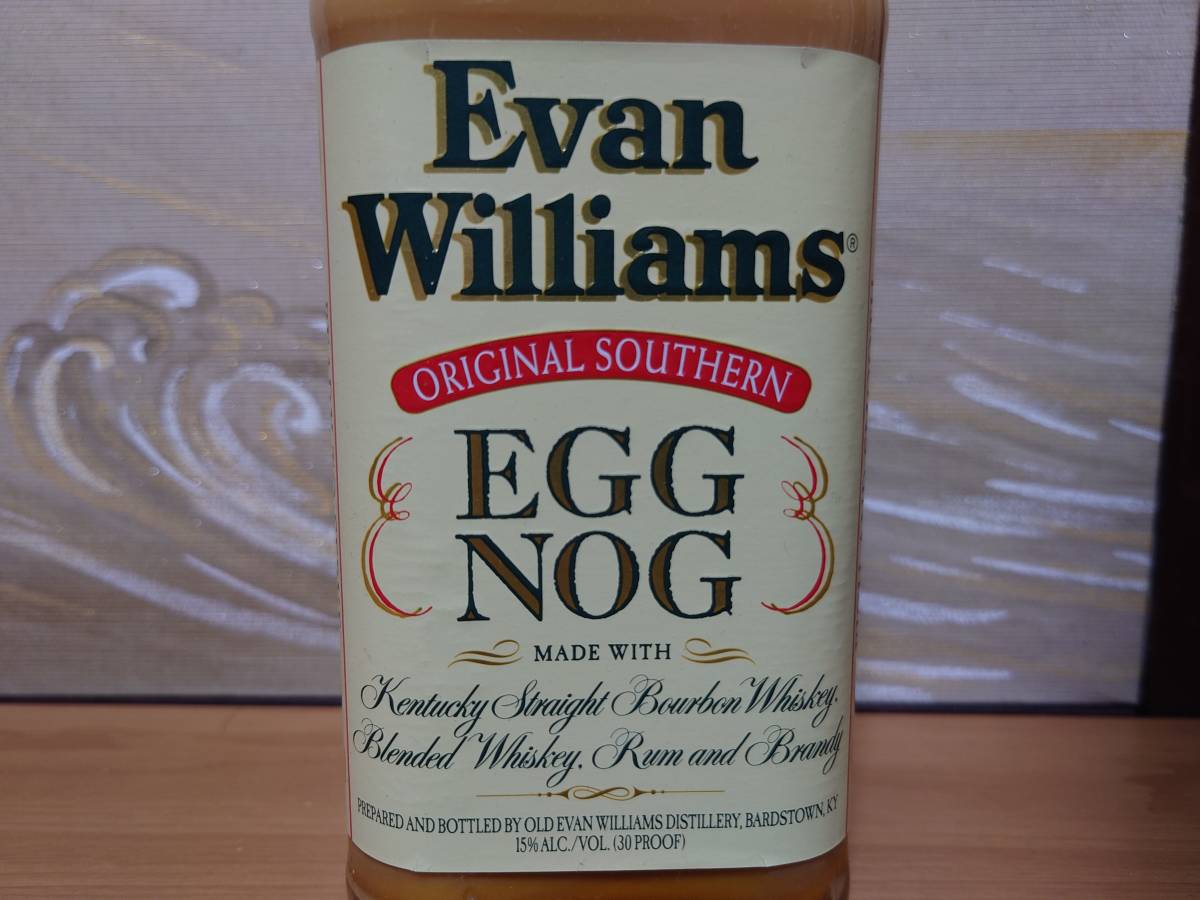 Evan
Williams®
ORIGINAL SOUTHERN
EGG
NOG
MADE WITH
Kentucky Straight Bourbon Whiskey,
Blended Whiskey, Rum and Brandy
PREPARED AND BOTTLED BY OLD EVAN WILLIAMS DISTILLERY, BARDSTOWN, KY
15% ALC./VOL. (30 PROOF)